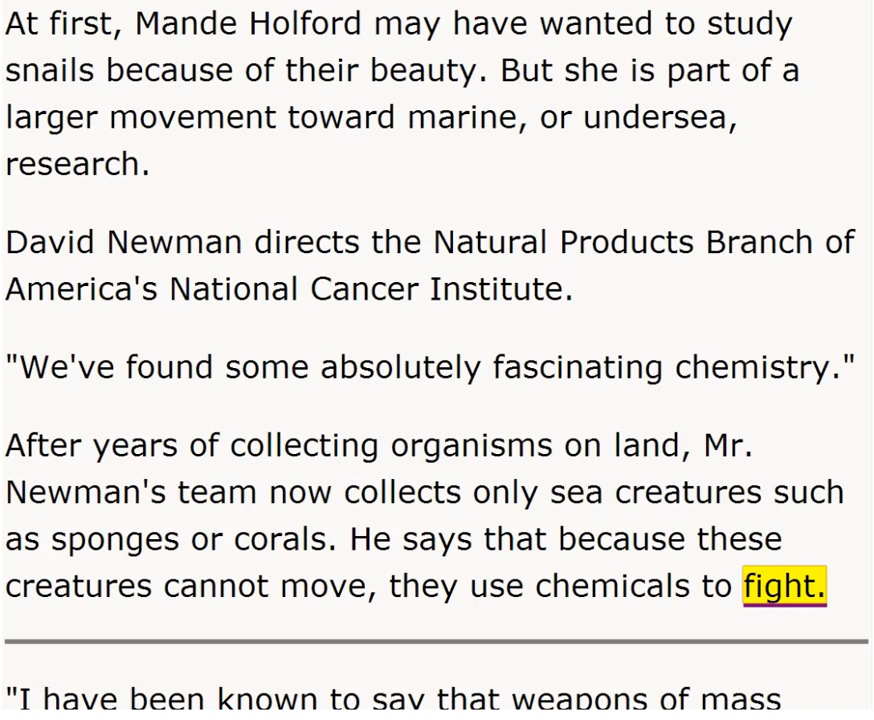 At first, Mande Holford may have wanted to study
snails because of their beauty. But she is part of a
larger movement toward marine, or undersea,
research.
David Newman directs the Natural Products Branch of
America's National Cancer Institute.
"We've found some absolutely fascinating chemistry."
After years of collecting organisms on land, Mr.
Newman's team now collects only sea creatures such
as sponges or corals. He says that because these
creatures cannot move, they use chemicals to fight.
"I have been known to say that weapons of mass